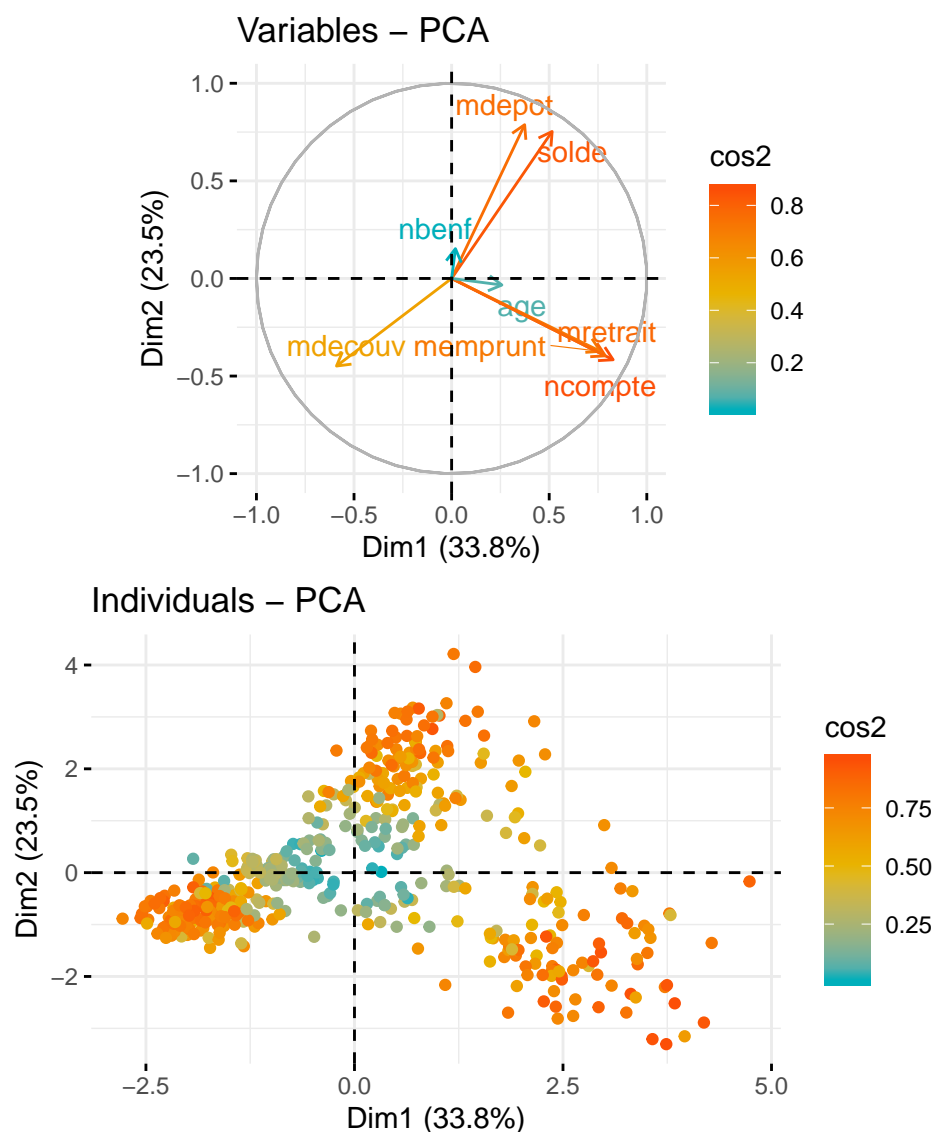 Variables – PCA
1.0
0.5
0.0
−0.5
−1.0
Dim2 (23.5%)
mdepot
solde
nbenf
age
mdecouv
memprunt
mretrait
ncompte
−1.0 −0.5 0.0 0.5 1.0
Dim1 (33.8%)
cos2
0.8
0.6
0.4
0.2
Individuals – PCA
4
2
0
−2
Dim2 (23.5%)
−2.5 0.0 2.5 5.0
Dim1 (33.8%)
cos2
0.75
0.50
0.25